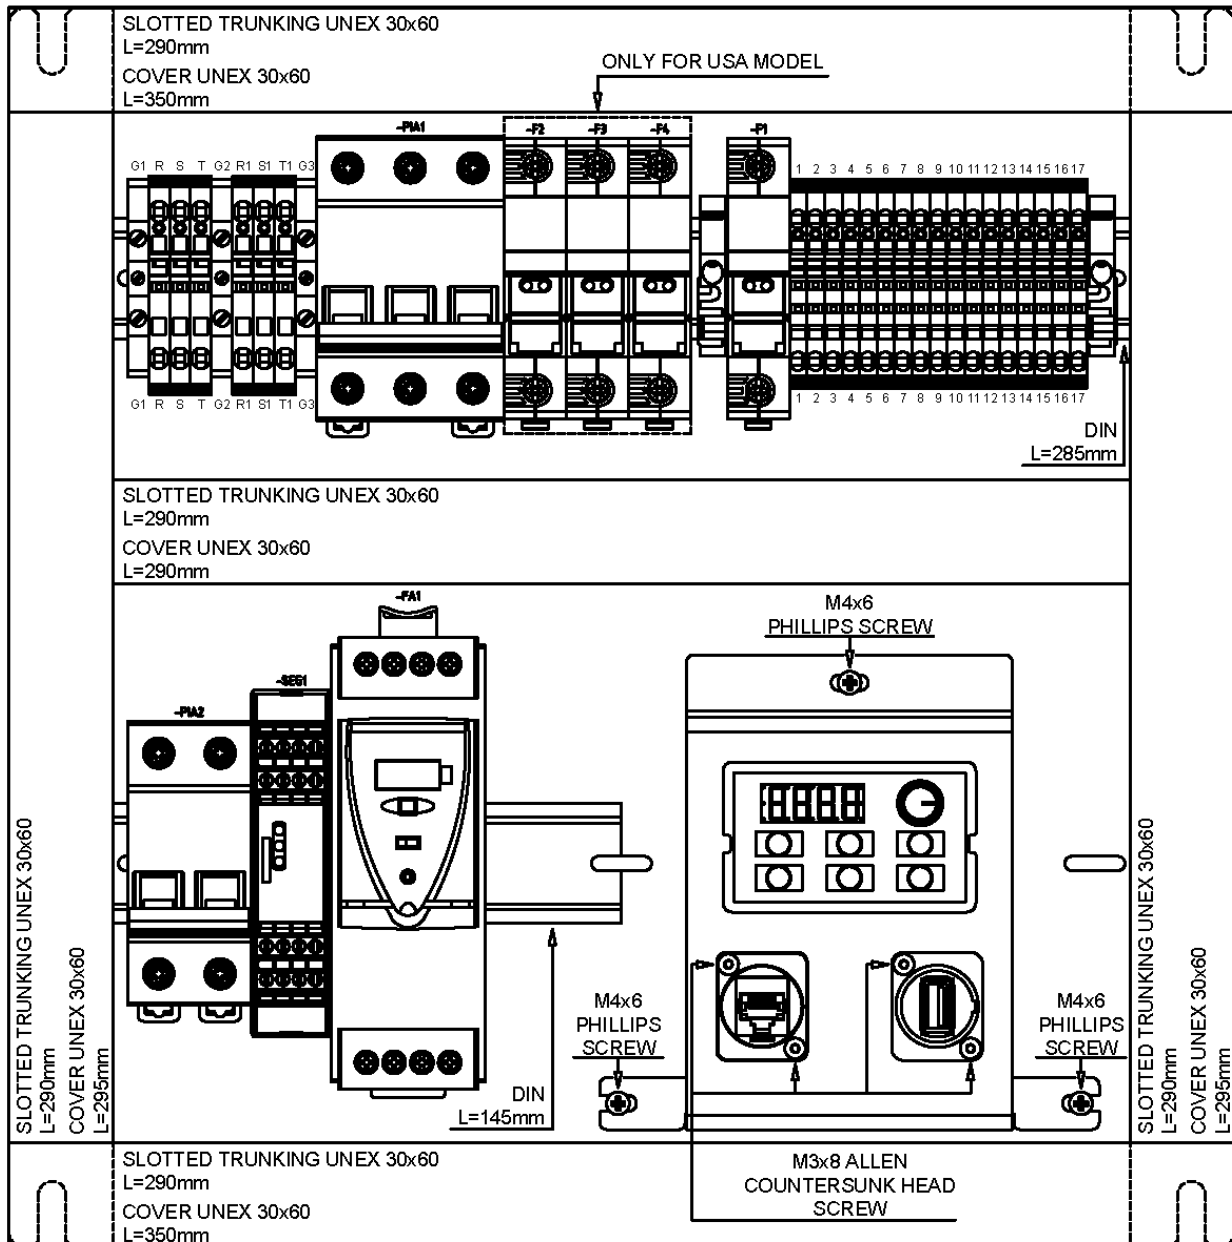 SLOTTED TRUNKING UNEX 30x60
L=290mm
COVER UNEX 30x60
L=350mm
ONLY FOR USA MODEL
-PIA1
-F2
-F3
-F4
-P1
G1 R S T G2 R1 S1 T1 G3
1 2 3 4 5 6 7 8 9 10 11 12 13 14 15 16 17
G1 R S T G2 R1 S1 T1 G3
1 2 3 4 5 6 7 8 9 10 11 12 13 14 15 16 17
DIN
L=285mm
SLOTTED TRUNKING UNEX 30x60
L=290mm
COVER UNEX 30x60
L=290mm
-FA1
-SEG1
-PIA2
M4x6
PHILLIPS SCREW
SLOTTED TRUNKING UNEX 30x60
L=290mm
COVER UNEX 30x60
L=295mm
M4x6
PHILLIPS
SCREW
M4x6
PHILLIPS
SCREW
DIN
L=145mm
SLOTTED TRUNKING UNEX 30x60
L=290mm
COVER UNEX 30x60
L=295mm
SLOTTED TRUNKING UNEX 30x60
L=290mm
COVER UNEX 30x60
L=350mm
M3x8 ALLEN
COUNTERSUNK HEAD
SCREW